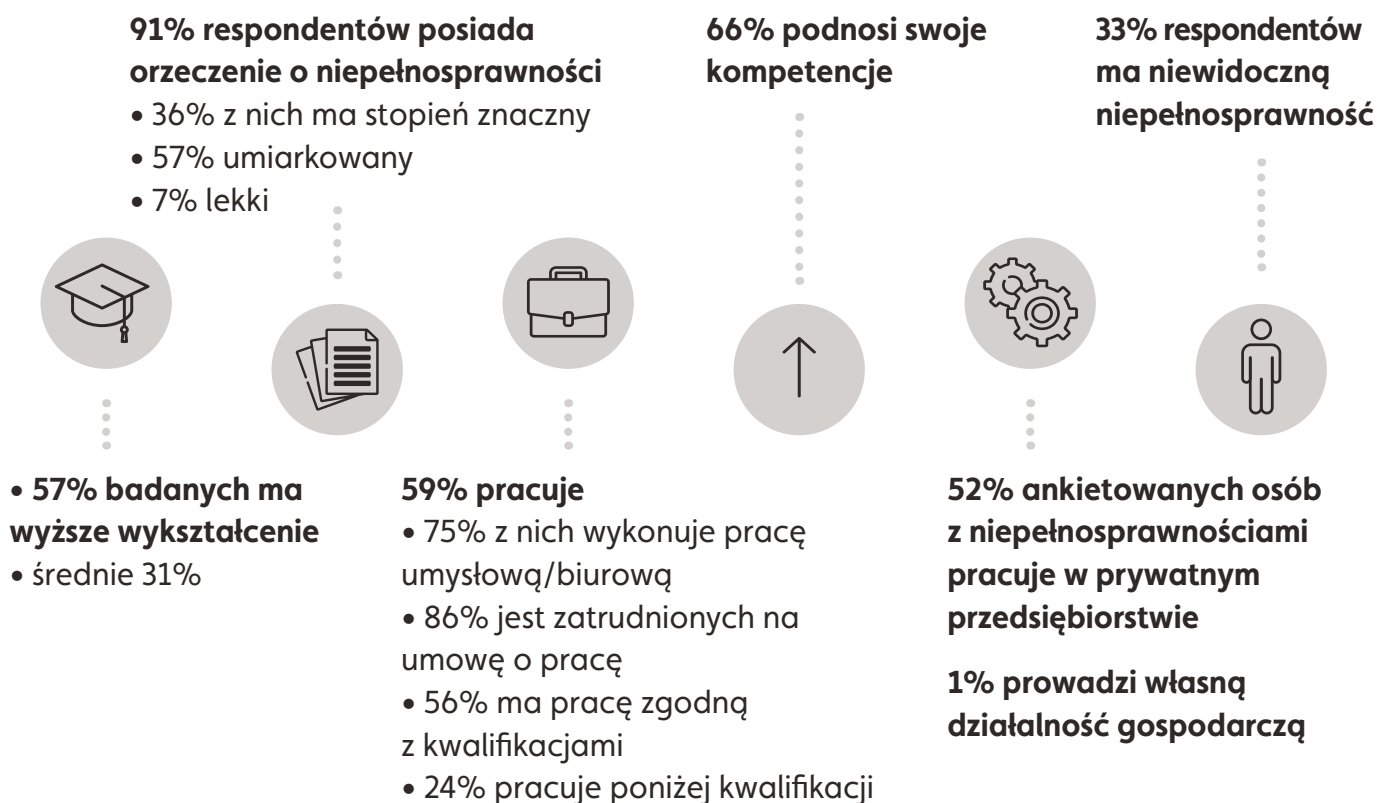 91% respondentów posiada
orzeczenie o niepełnosprawności
• 36% z nich ma stopień znaczny
• 57% umiarkowany
• 7% lekki
66% podnosi swoje
kompetencje
33% respondentów
ma niewidoczną
niepełnosprawność
• 57% badanych ma
wyższe wykształcenie
• średnie 31%
59% pracuje
• 75% z nich wykonuje pracę
umysłową/biurową
• 86% jest zatrudnionych na
umowę o pracę
• 56% ma pracę zgodną
z kwalifikacjami
• 24% pracuje poniżej kwalifikacji
52% ankietowanych osób
z niepełnosprawnościami
pracuje w prywatnym
przedsiębiorstwie
1% prowadzi własną
działalność gospodarczą